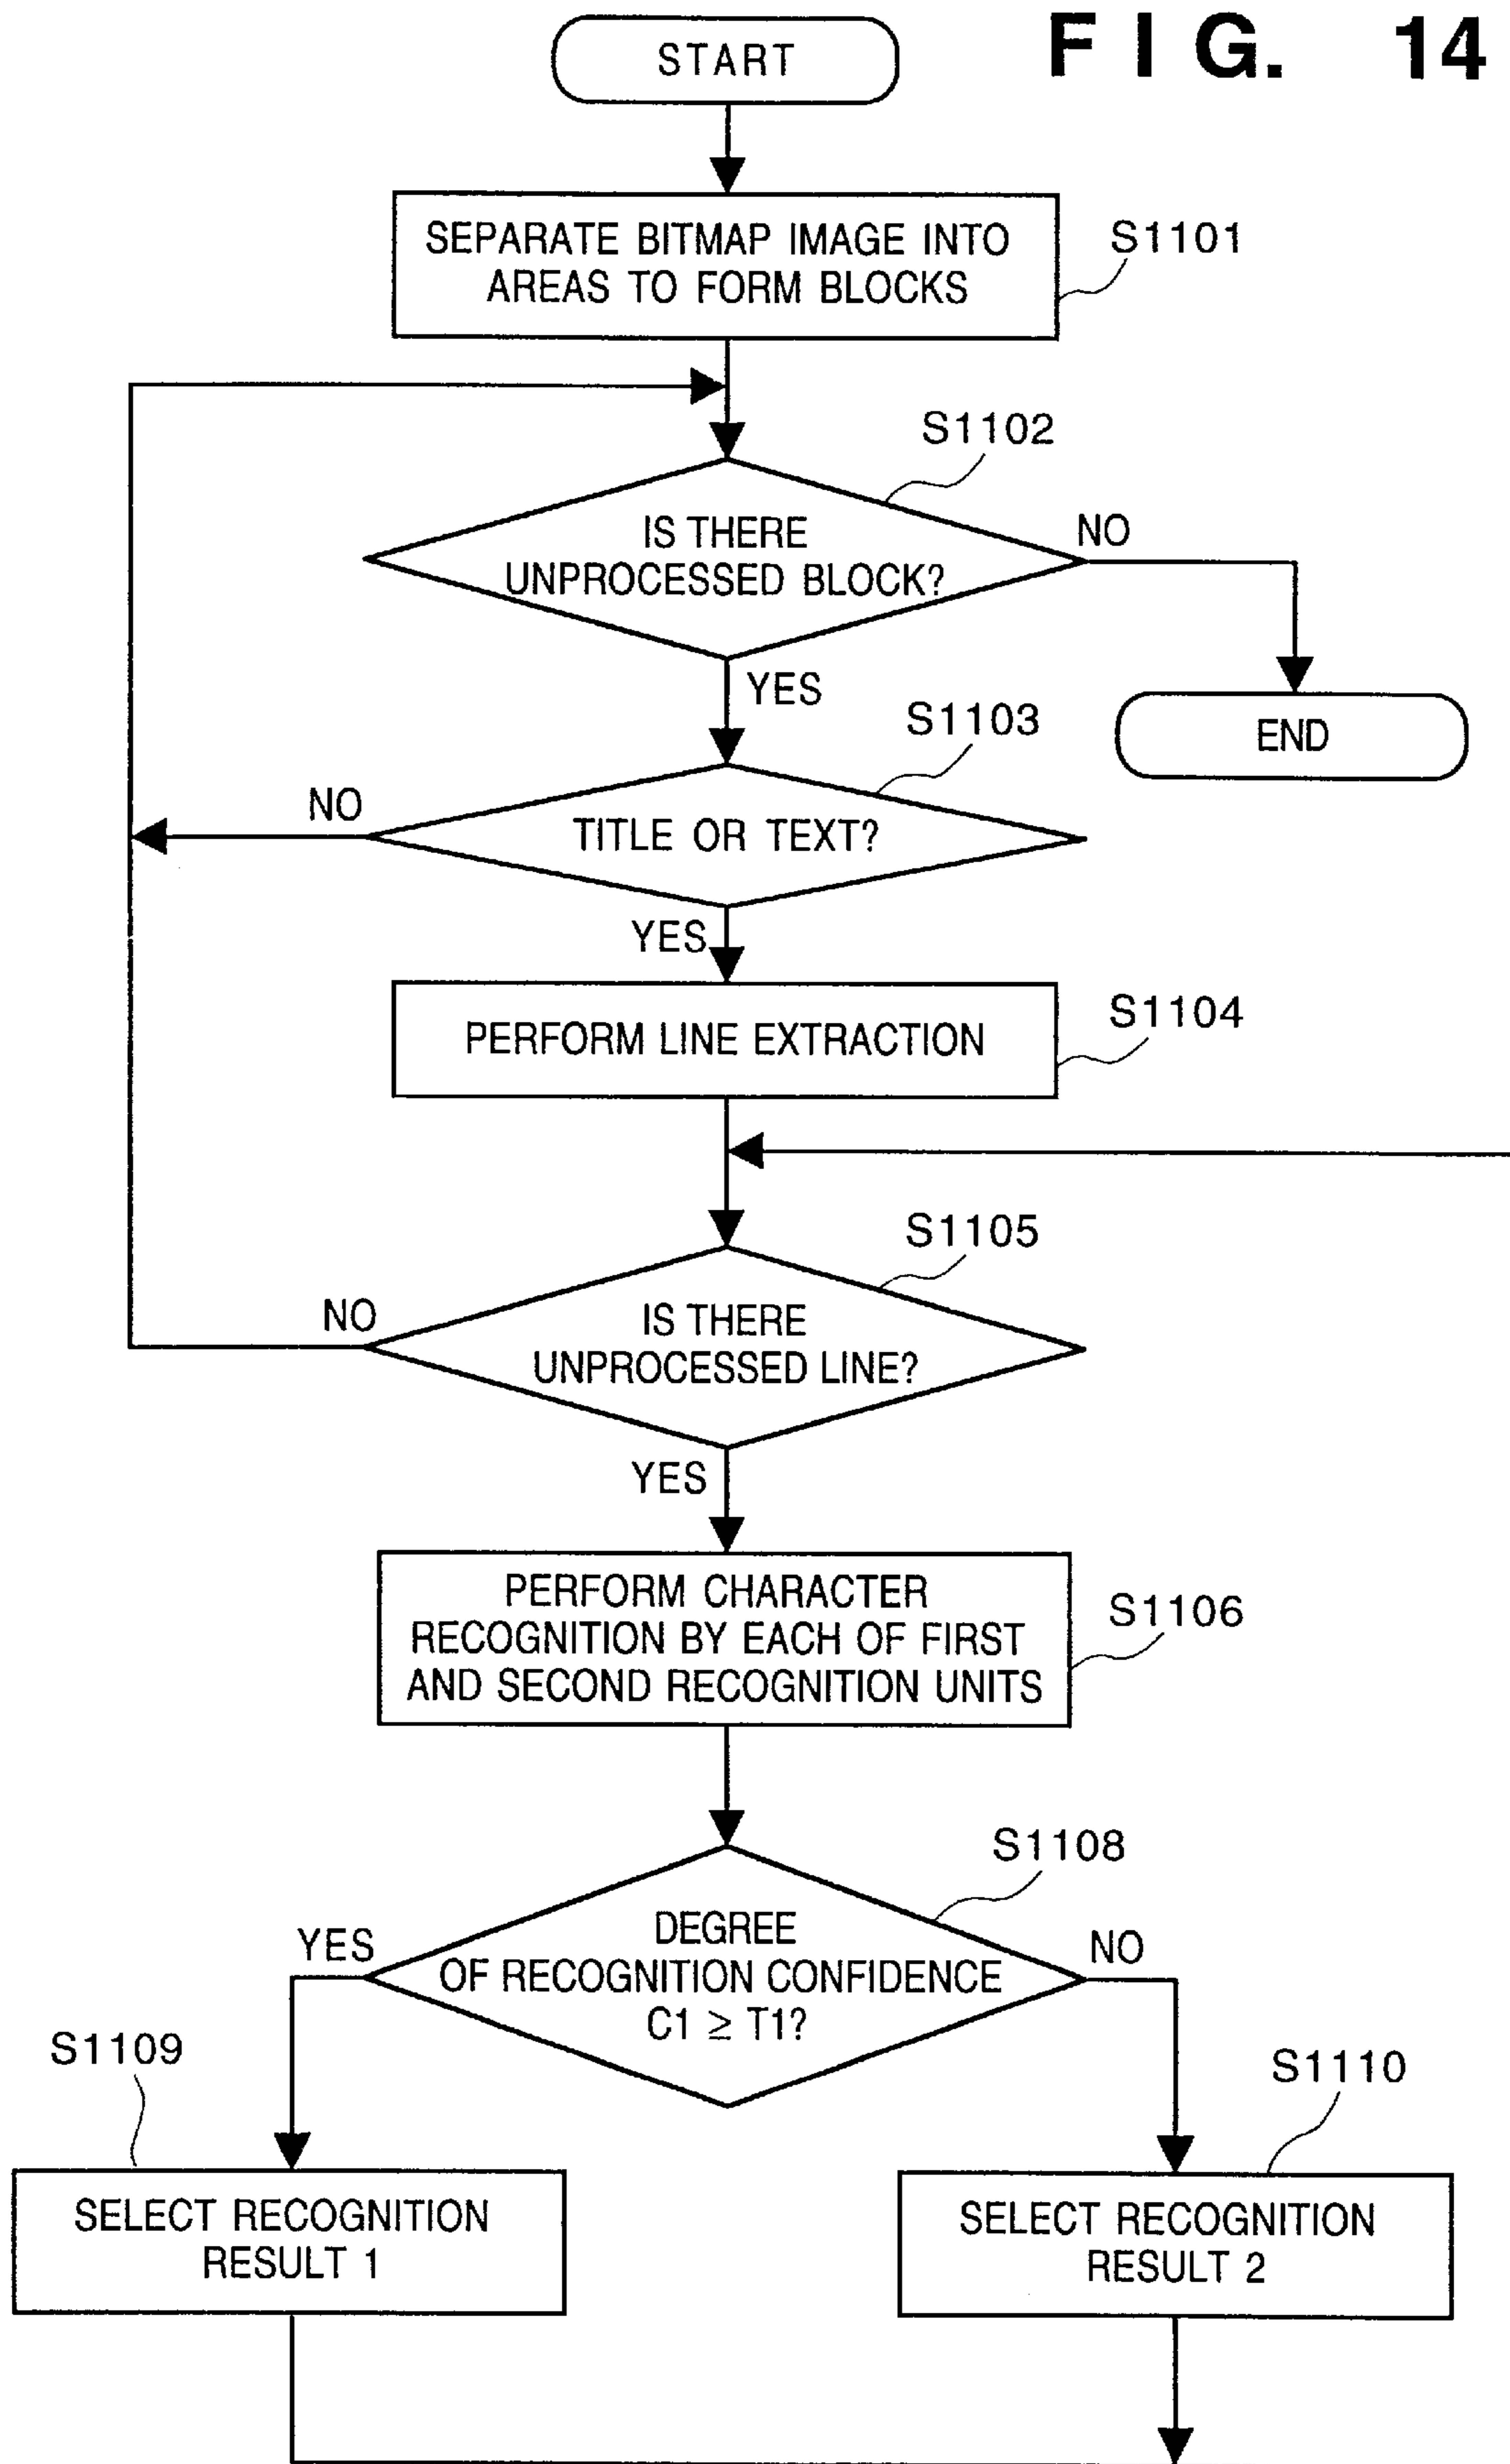 FIG. 14
START
SEPARATE BITMAP IMAGE INTO
AREAS TO FORM BLOCKS
S1101
S1102
IS THERE
UNPROCESSED BLOCK?
NO
YES
END
S1103
TITLE OR TEXT?
NO
YES
PERFORM LINE EXTRACTION
S1104
S1105
IS THERE
UNPROCESSED LINE?
NO
YES
PERFORM CHARACTER
RECOGNITION BY EACH OF FIRST
AND SECOND RECOGNITION UNITS
S1106
S1108
DEGREE
OF RECOGNITION CONFIDENCE
C1 ≥ T1?
YES
NO
S1109
SELECT RECOGNITION
RESULT 1
S1110
SELECT RECOGNITION
RESULT 2